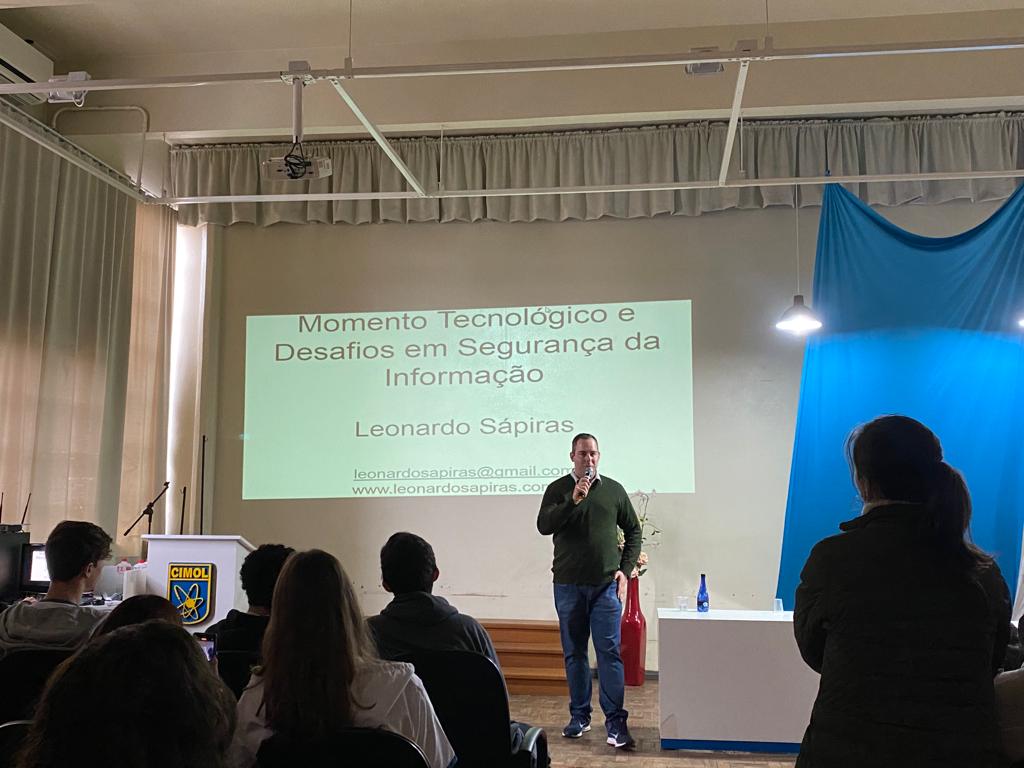 Momento Tecnológico e
Desafios em Segurança da
Informação
Leonardo Sápiras
leonardosapiras@gmail.com
www.leonardosapiras.com
CIMOL